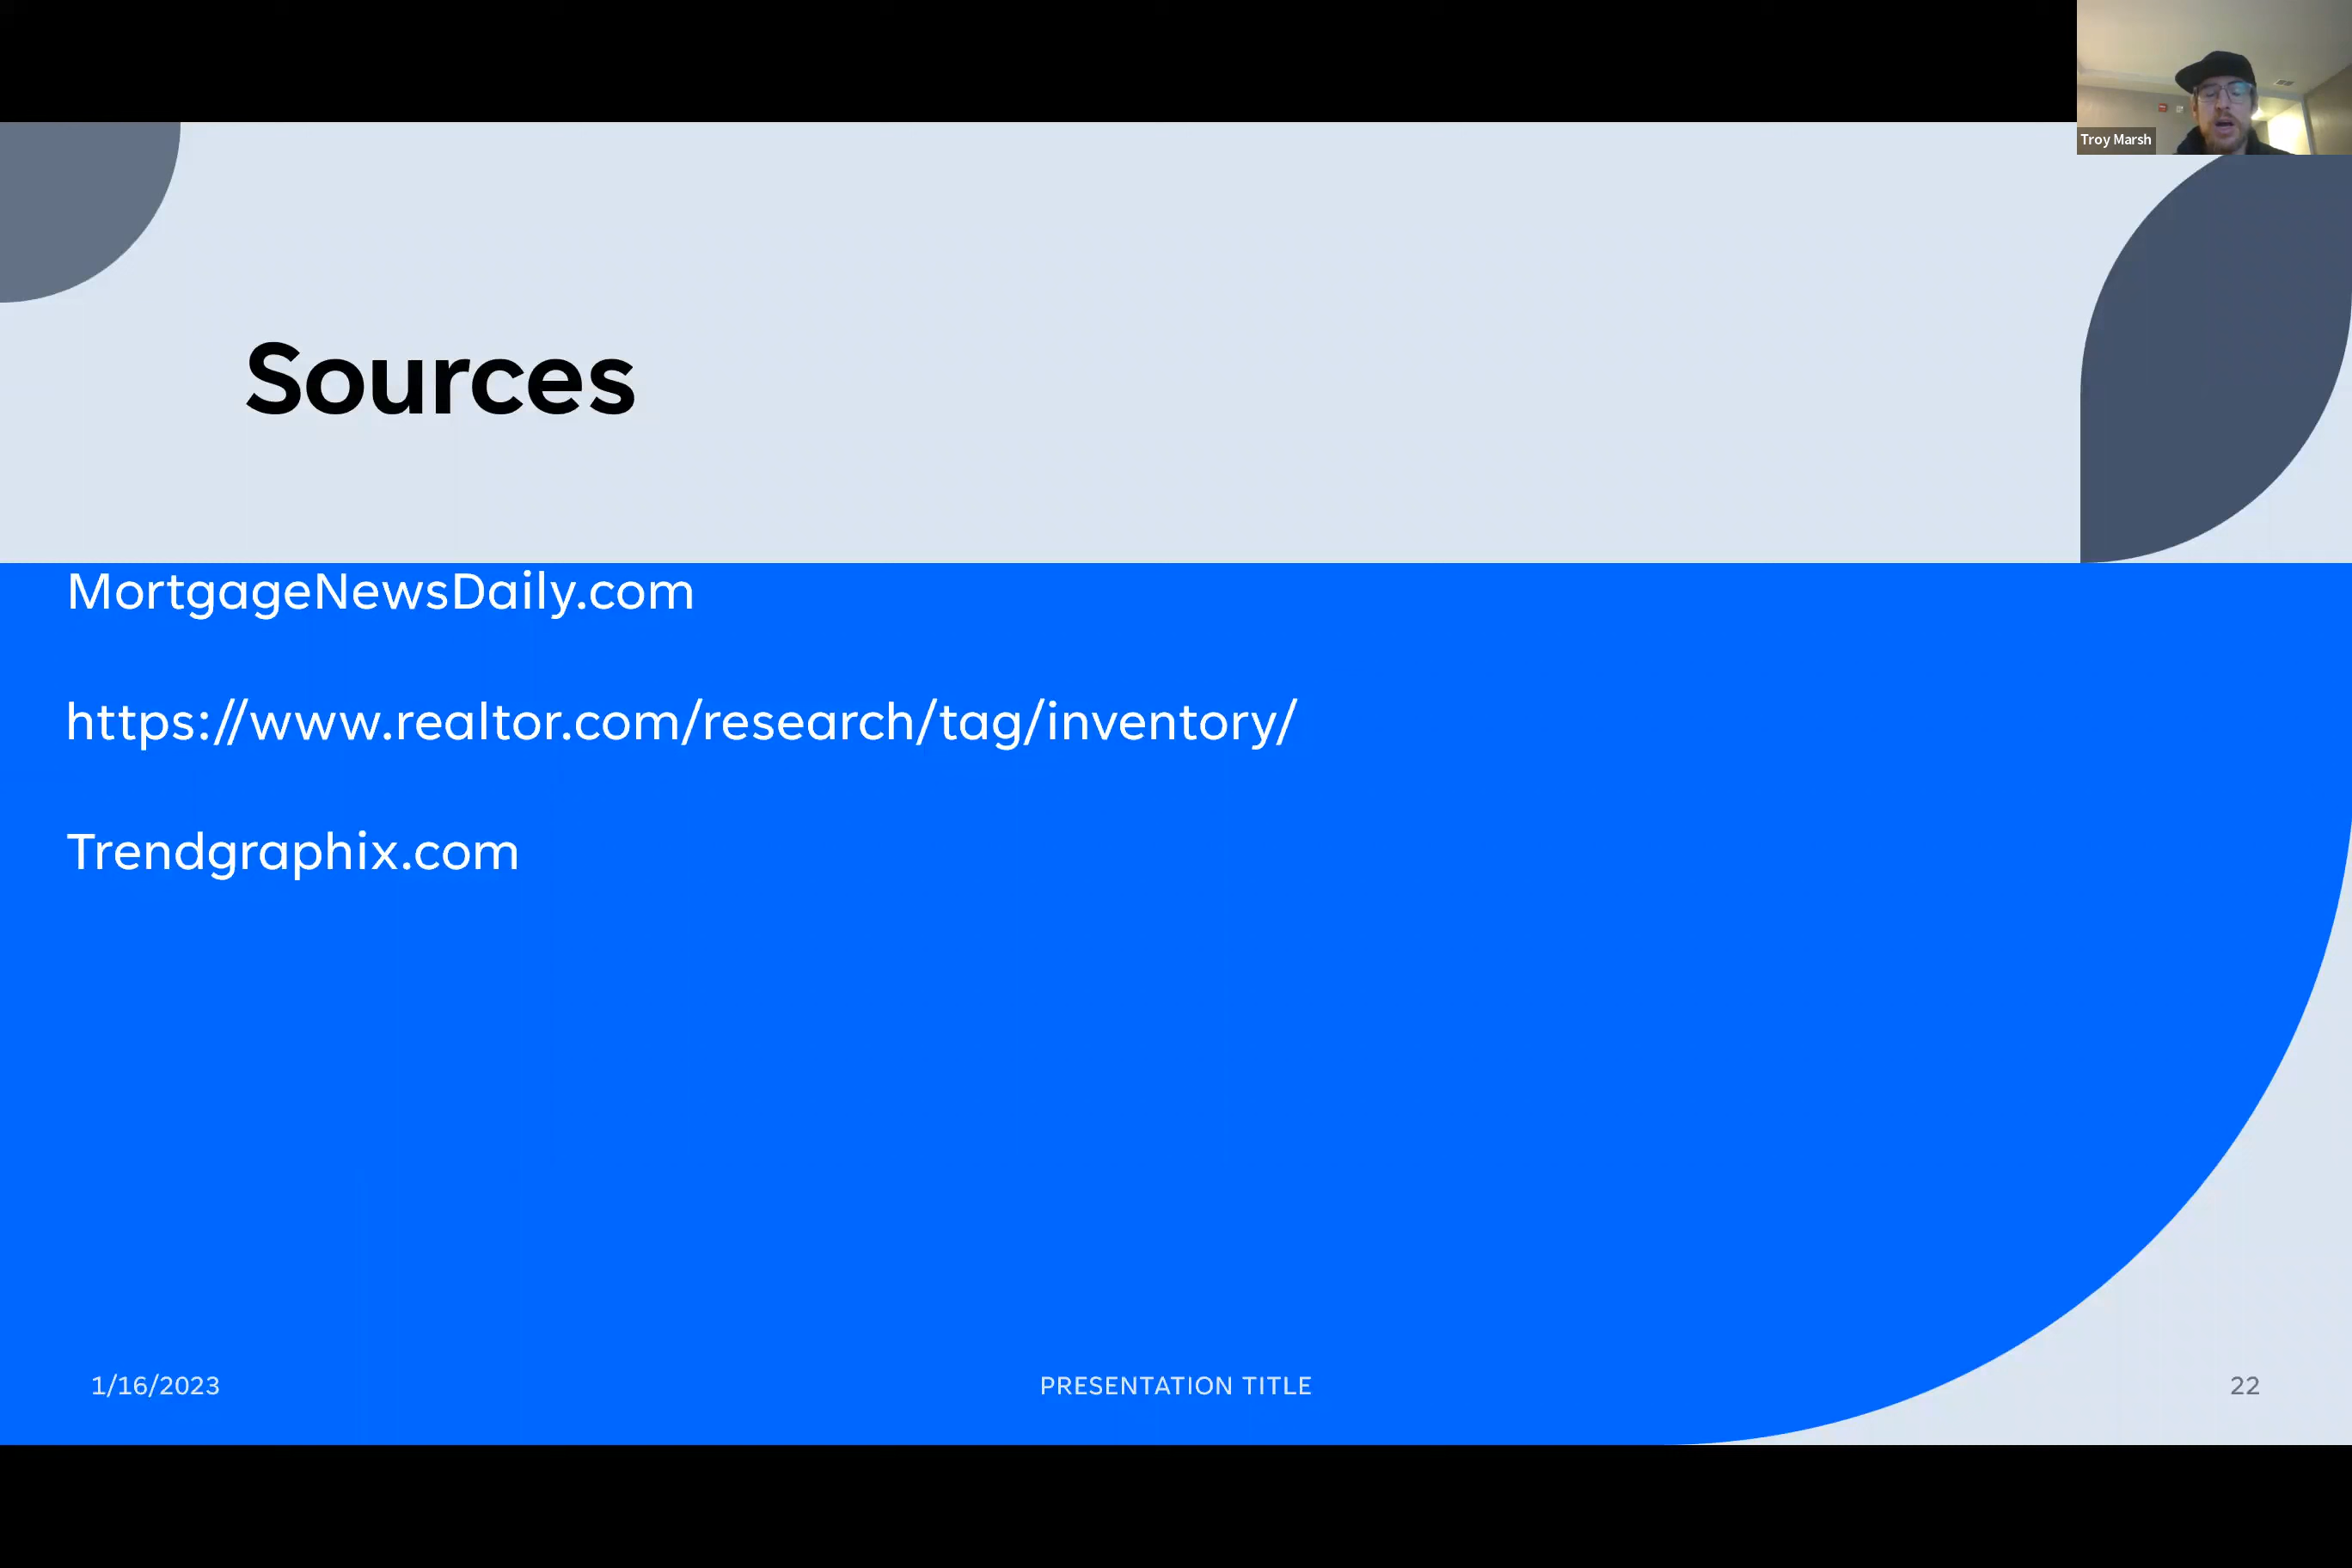 Troy Marsh
Sources
MortgageNewsDaily.com
https://www.realtor.com/research/tag/inventory/
Trendgraphix.com
1/16/2023
PRESENTATION TITLE
22